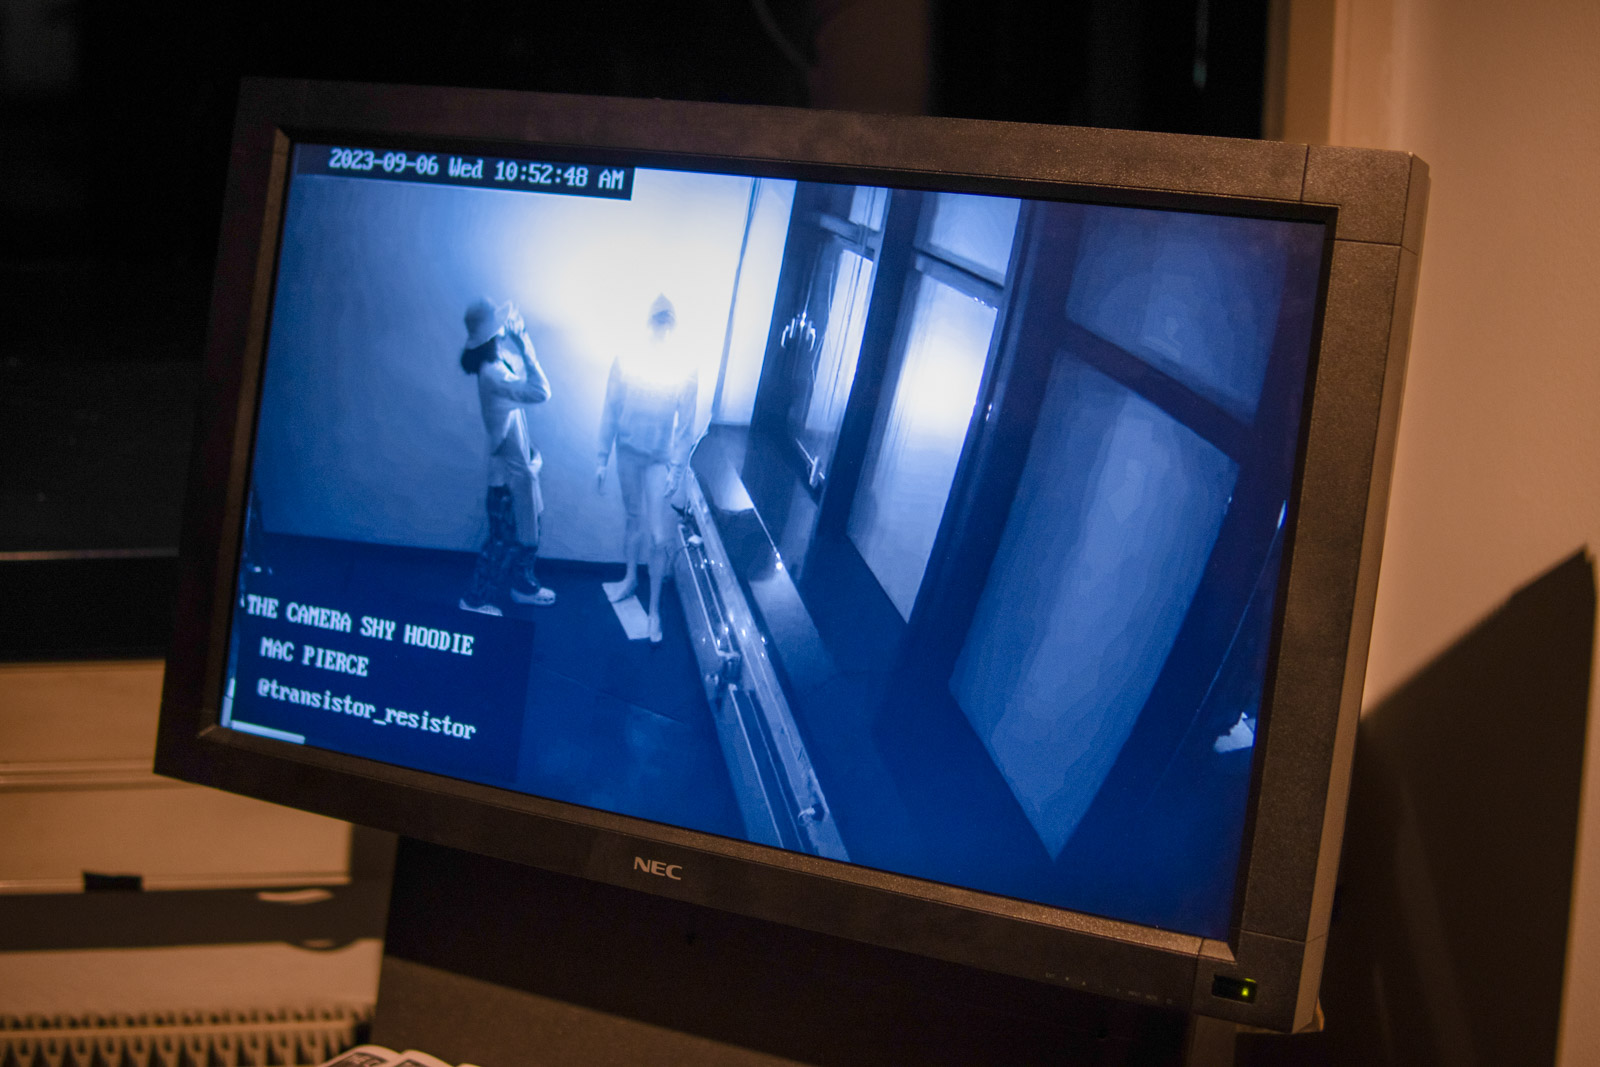 2023-09-06 Wed 10:52:48 AM
THE CAMERA SHY HOODIE
MAC PIERCE
@transistor_resistor
NEC